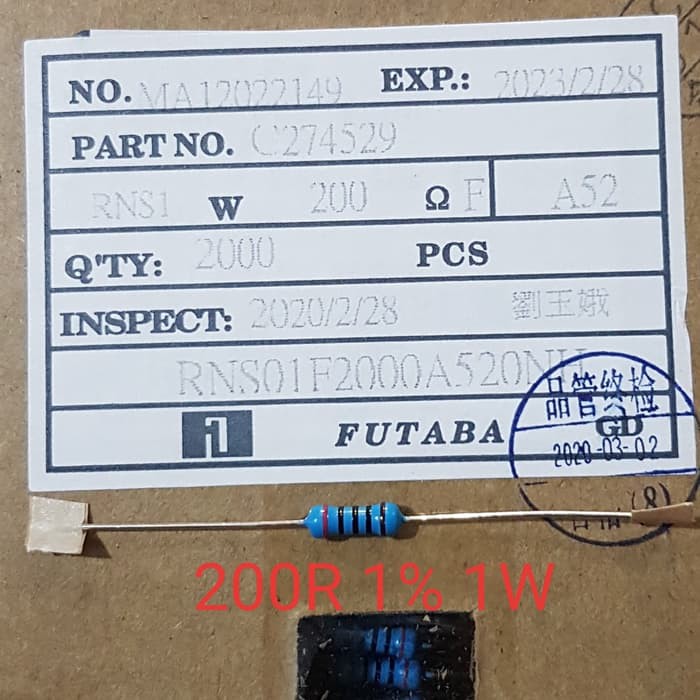 NO. MA12022149 EXP.: 2023/2/28
PART NO. C274529
RNS1 W 200 Ω F A52
Q'TY: 2000 PCS
INSPECT: 2020/2/28 劉玉娥
RNS01F2000A520NH
FUTABA
品管终检
GD
2020-03-02
(8)
200R 1% 1W